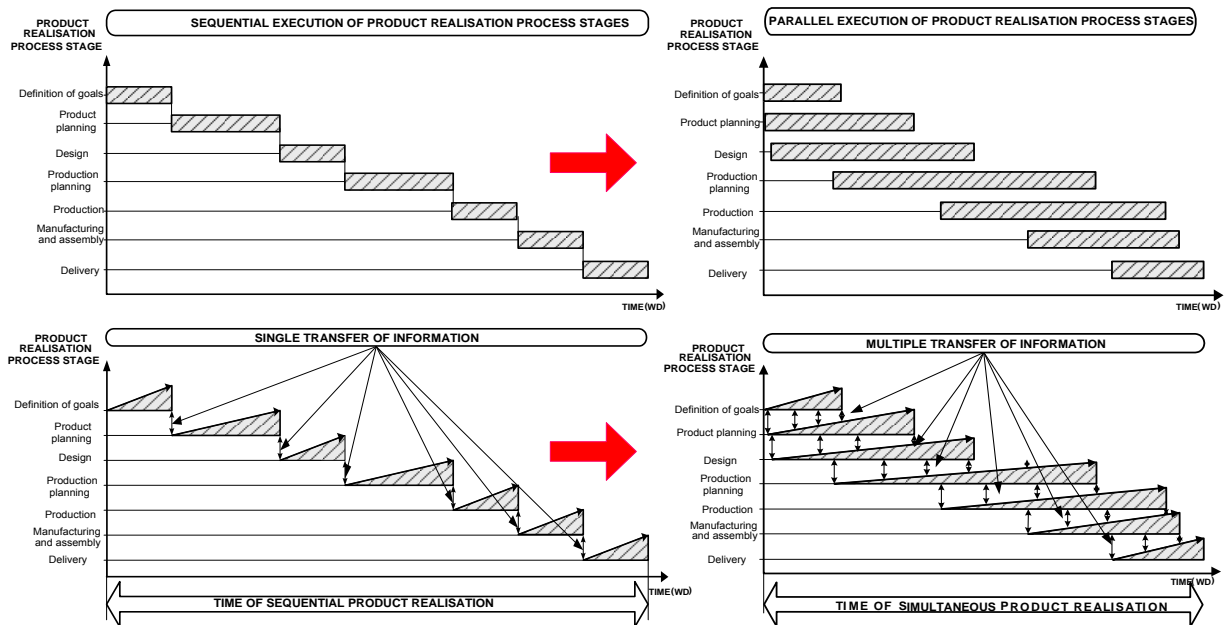 SEQUENTIAL EXECUTION OF PRODUCT REALISATION PROCESS STAGES
PRODUCT
REALISATION
PROCESS STAGE
Definition of goals
Product
planning
Design
Production
planning
Production
Manufacturing
and assembly
Delivery
TIME(WD)
PARALLEL EXECUTION OF PRODUCT REALISATION PROCESS STAGES
PRODUCT
REALISATION
PROCESS STAGE
Definition of goals
Product planning
Design
Production
planning
Production
Manufacturing
and assembly
Delivery
TIME(WD)
SINGLE TRANSFER OF INFORMATION
PRODUCT
REALISATION
PROCESS STAGE
Definition of goals
Product
planning
Design
Production
planning
Production
Manufacturing
and assembly
Delivery
TIME(WD)
TIME OF SEQUENTIAL PRODUCT REALISATION
MULTIPLE TRANSFER OF INFORMATION
PRODUCT
REALISATION
PROCESS STAGE
Definition of goals
Product planning
Design
Production
planning
Production
Manufacturing
and assembly
Delivery
TIME(WD)
TIME OF SIMULTANEOUS PRODUCT REALISATION